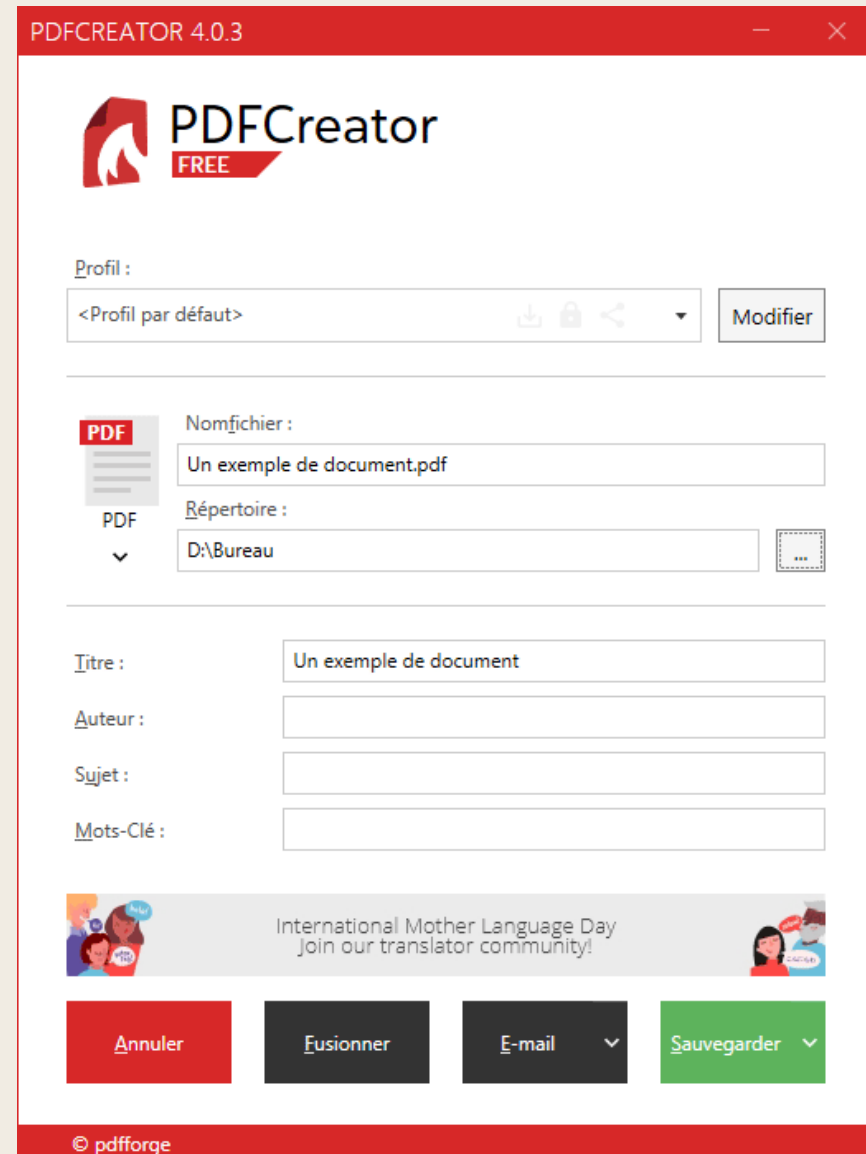 PDFCREATOR 4.0.3
PDFCreator
FREE
Profil :
<Profil par défaut>
Modifier
PDF
Nomfichier :
Un exemple de document.pdf
Répertoire :
PDF
D:\Bureau
...
Titre :
Un exemple de document
Auteur :
Sujet :
Mots-Clé :
International Mother Language Day
Join our translator community!
Annuler
Fusionner
E-mail
Sauvegarder
© pdfforge